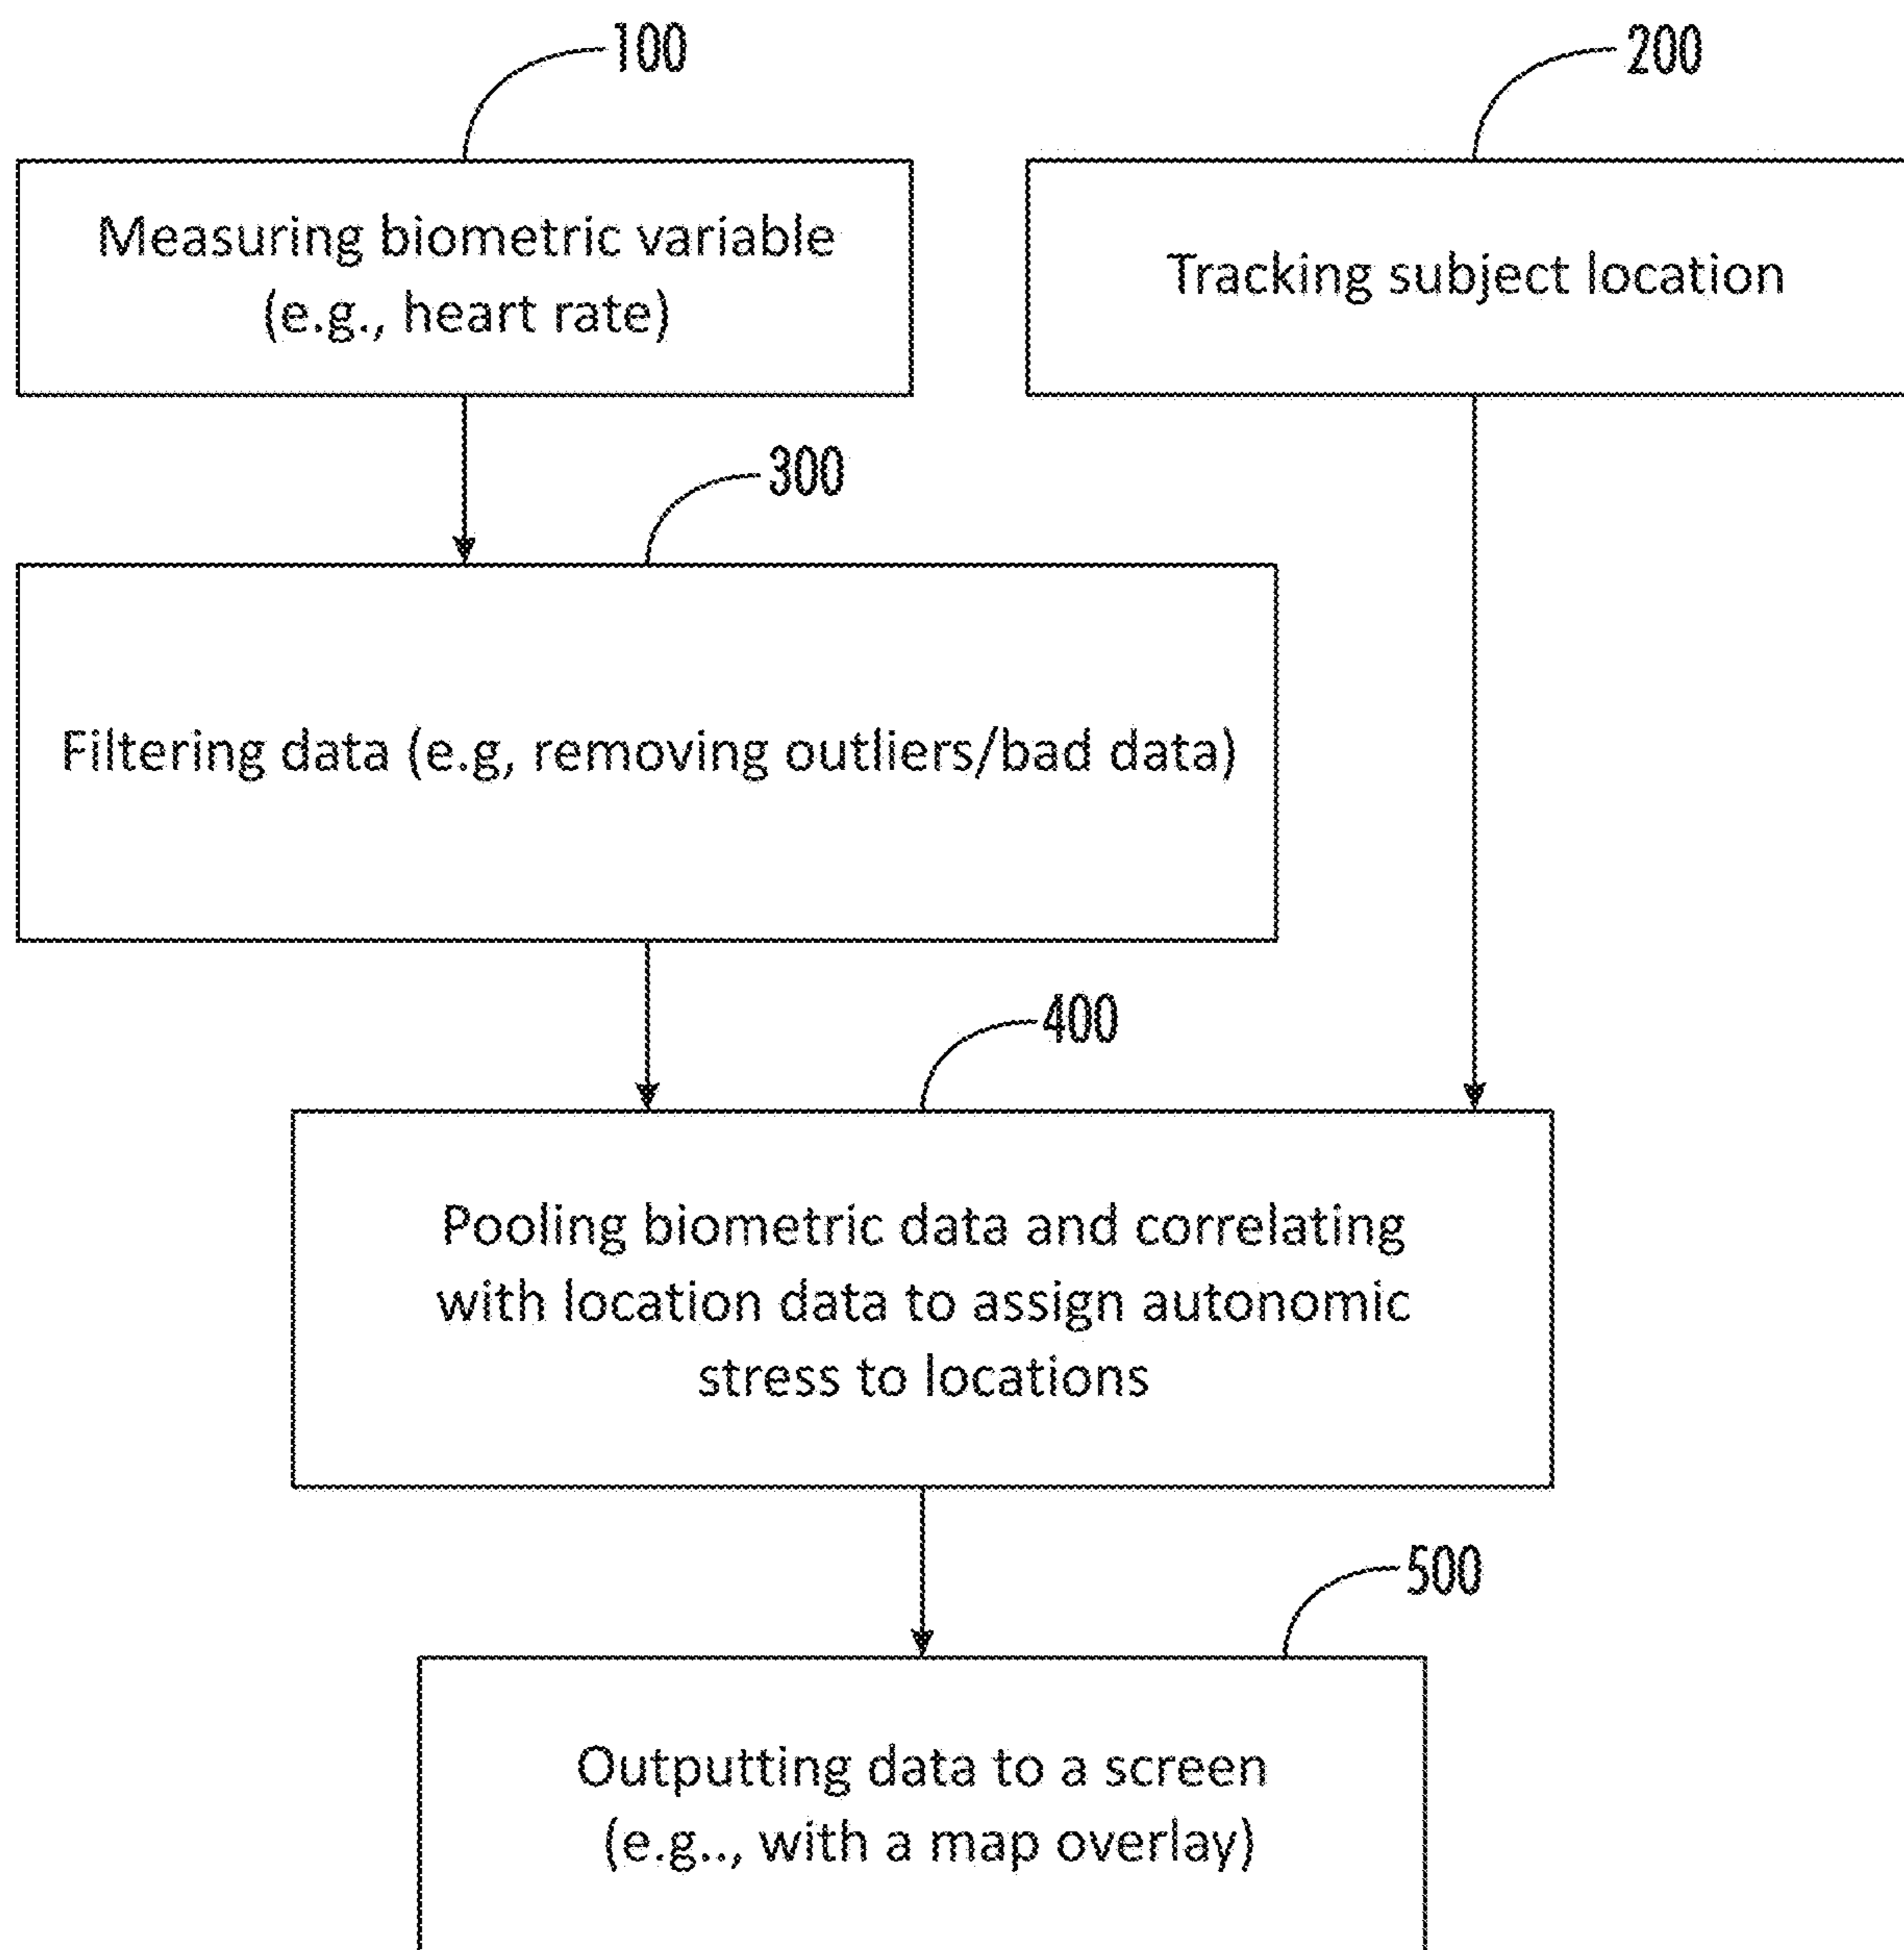 100
200
Measuring biometric variable
(e.g., heart rate)
Tracking subject location
300
Filtering data (e.g, removing outliers/bad data)
400
Pooling biometric data and correlating
with location data to assign autonomic
stress to locations
500
Outputting data to a screen
(e.g.., with a map overlay)